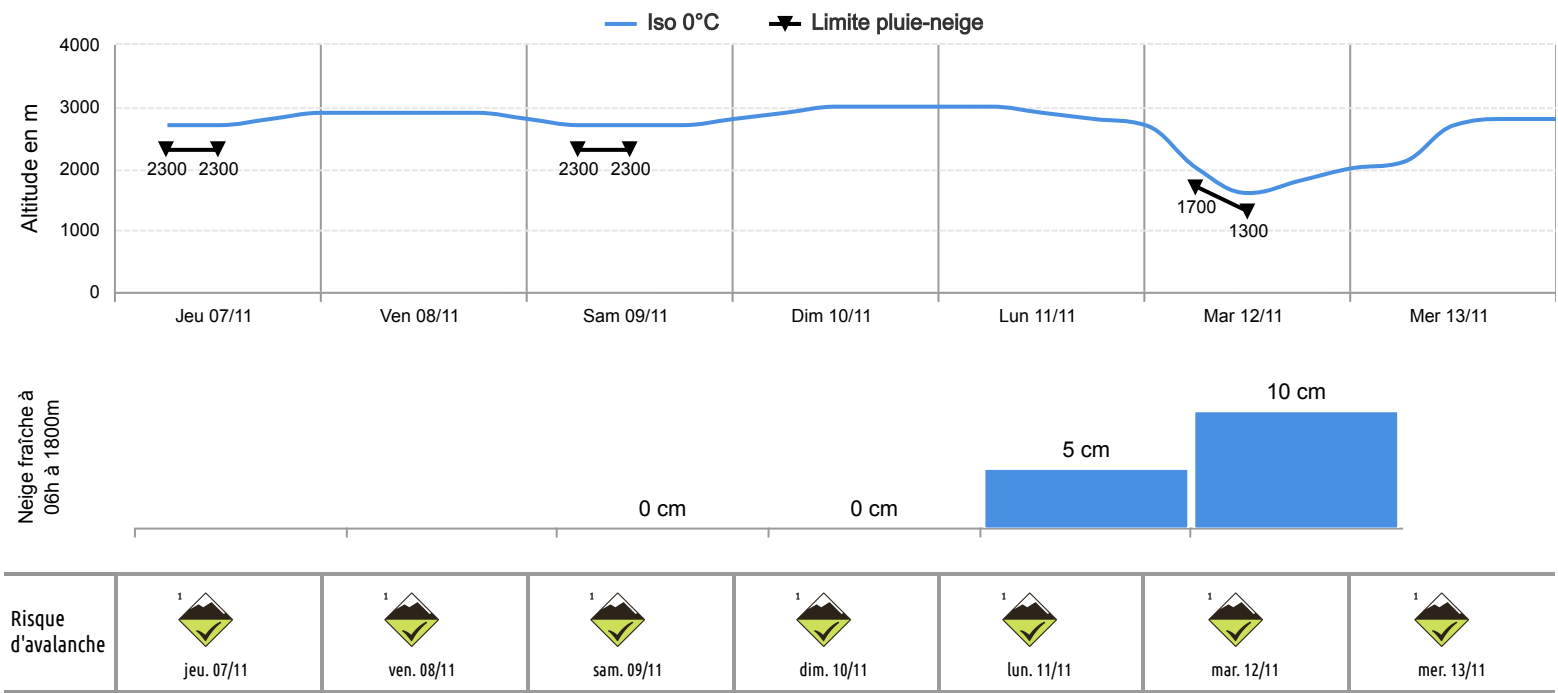 Iso 0°C Limite pluie-neige
4000
3000
2000
1000
0
Altitude en m
2300 2300 2300 2300 1700 1300
Jeu 07/11 Ven 08/11 Sam 09/11 Dim 10/11 Lun 11/11 Mar 12/11 Mer 13/11
Neige fraîche à
06h à 1800m
0 cm 0 cm 5 cm 10 cm
Risque
d'avalanche
1 1 1 1 1 1 1
jeu. 07/11 ven. 08/11 sam. 09/11 dim. 10/11 lun. 11/11 mar. 12/11 mer. 13/11